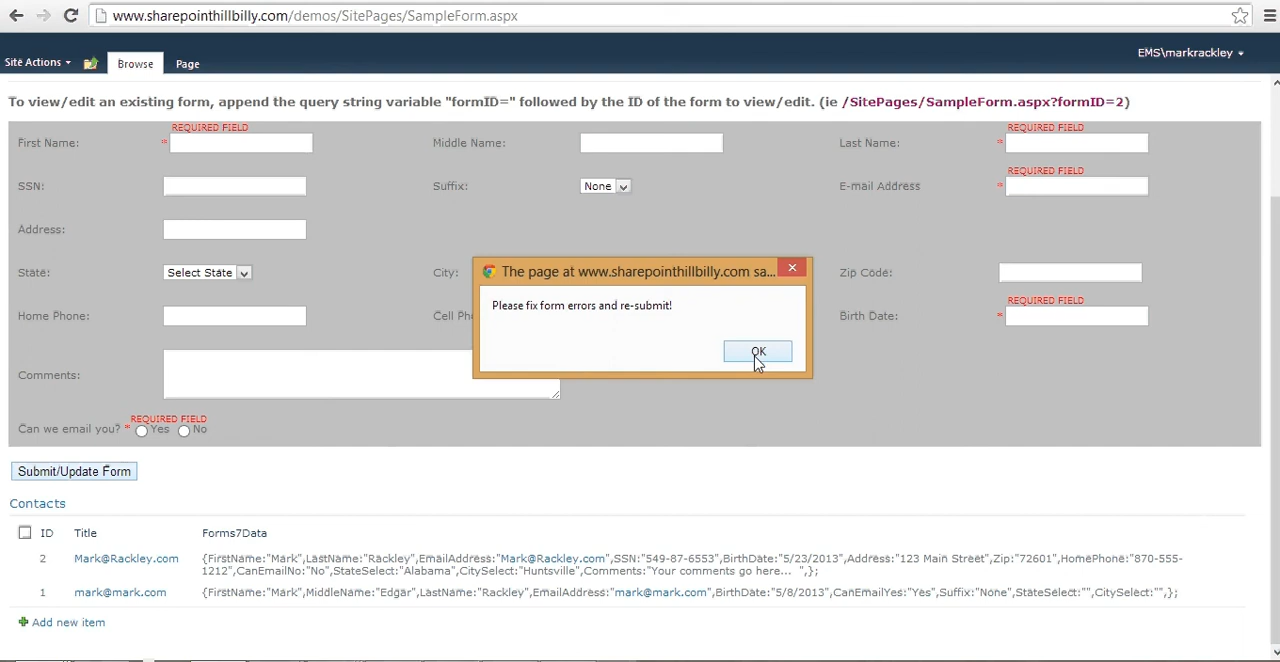 www.sharepointhillbilly.com/demos/SitePages/SampleForm.aspx
Site Actions Browse Page EMS\markrackley
To view/edit an existing form, append the query string variable "formID=" followed by the ID of the form to view/edit. (ie /SitePages/SampleForm.aspx?formID=2)
REQUIRED FIELD REQUIRED FIELD
First Name: * Middle Name: Last Name: *
REQUIRED FIELD
SSN: Suffix: None E-mail Address *
Address:
State: Select State City: Zip Code:
The page at www.sharepointhillbilly.com sa...
Please fix form errors and re-submit!
OK
REQUIRED FIELD
Home Phone: Cell Ph Birth Date: *
Comments:
REQUIRED FIELD
Can we email you? * Yes No
Submit/Update Form
Contacts
ID Title Forms7Data
2 Mark@Rackley.com {FirstName:"Mark",LastName:"Rackley",EmailAddress:"Mark@Rackley.com",SSN:"549-87-6553",BirthDate:"5/23/2013",Address:"123 Main Street",Zip:"72601",HomePhone:"870-555-
1212",CanEmailNo:"No",StateSelect:"Alabama",CitySelect:"Huntsville",Comments:"Your comments go here... ",};
1 mark@mark.com {FirstName:"Mark",MiddleName:"Edgar",LastName:"Rackley",EmailAddress:"mark@mark.com",BirthDate:"5/8/2013",CanEmailYes:"Yes",Suffix:"None",StateSelect:"",CitySelect:"",};
Add new item